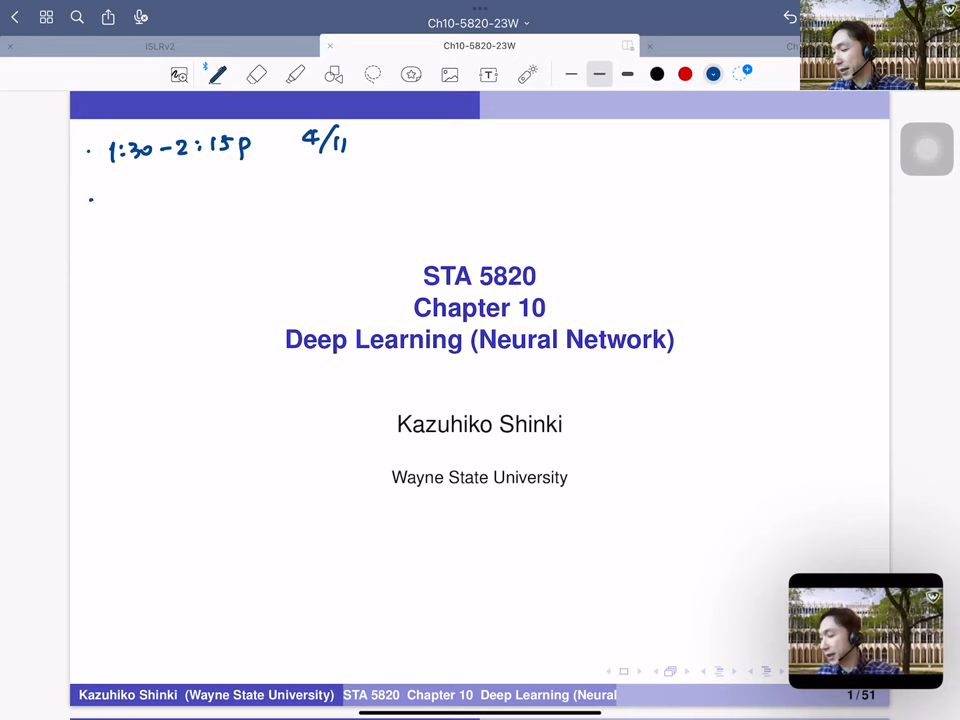 Ch10-5820-23W
ISLRv2
Ch10-5820-23W
Ch
T
· 1:30-2:15p 4/11
·
STA 5820
Chapter 10
Deep Learning (Neural Network)
Kazuhiko Shinki
Wayne State University
Kazuhiko Shinki (Wayne State University) STA 5820 Chapter 10 Deep Learning (Neural
1 / 51